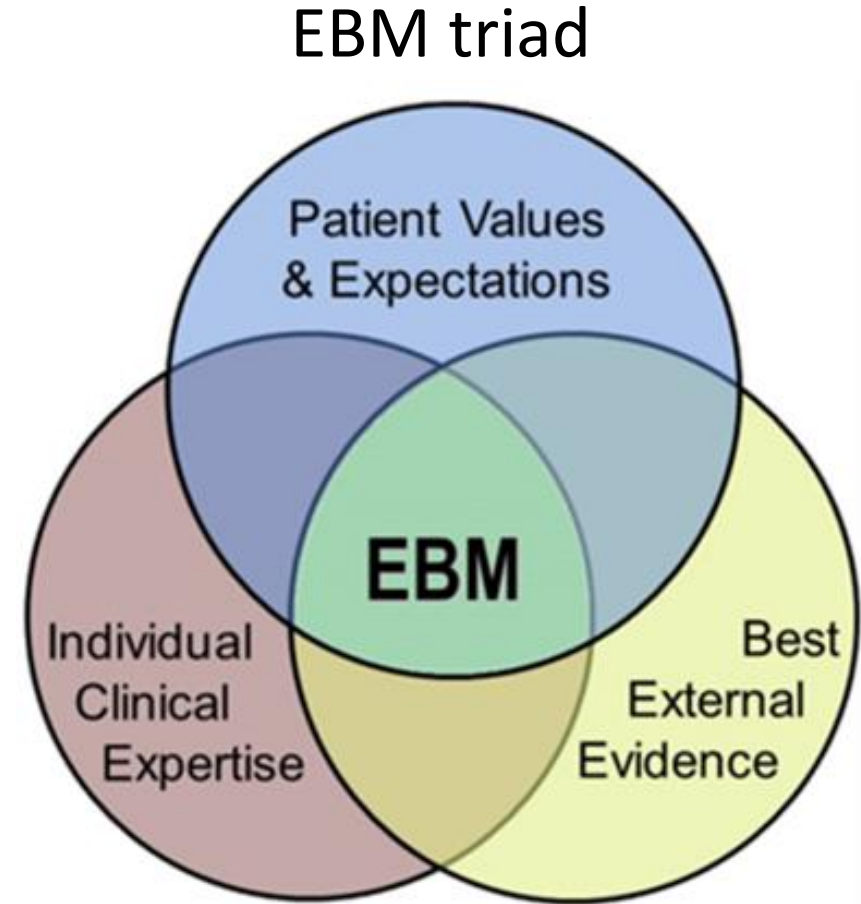 EBM triad
Patient Values
& Expectations
EBM
Individual
Clinical
Expertise
Best
External
Evidence